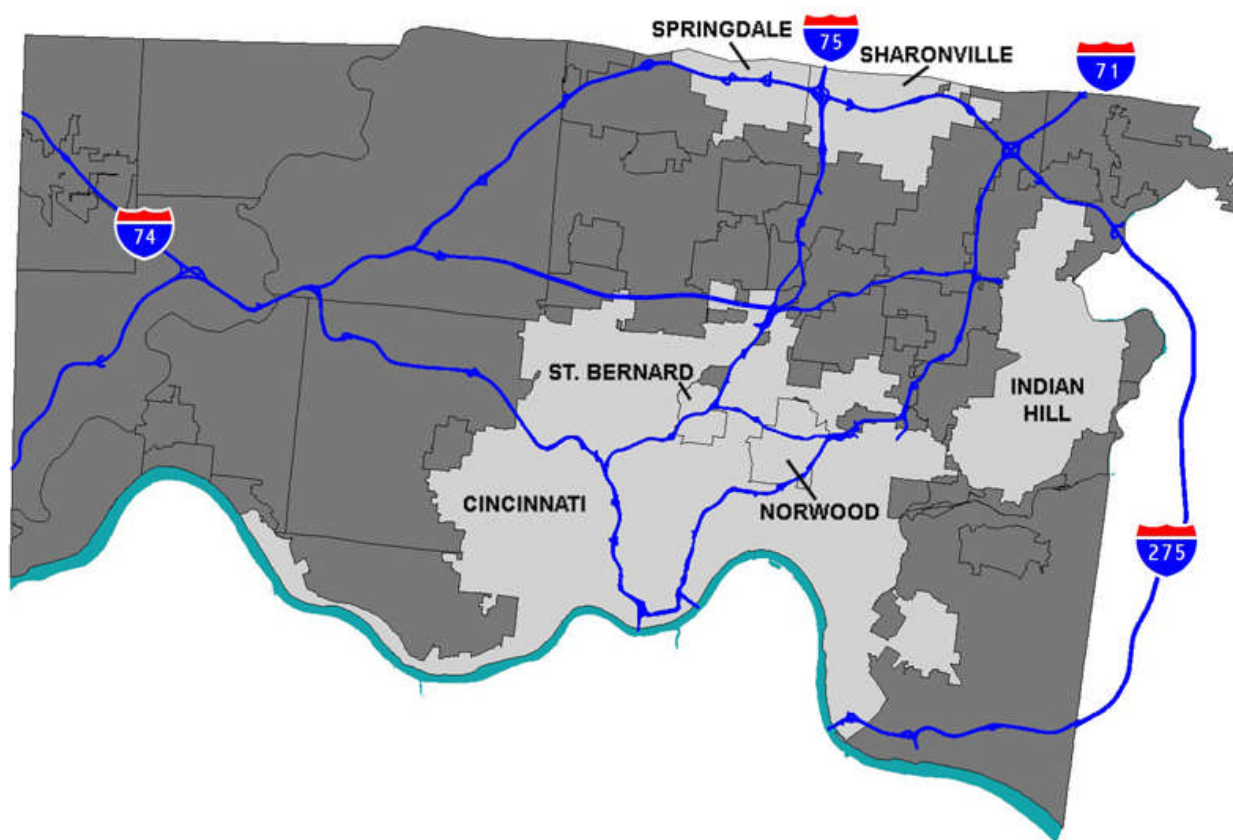 SPRINGDALE
75
SHARONVILLE
71
74
ST. BERNARD
INDIAN
HILL
CINCINNATI
NORWOOD
275